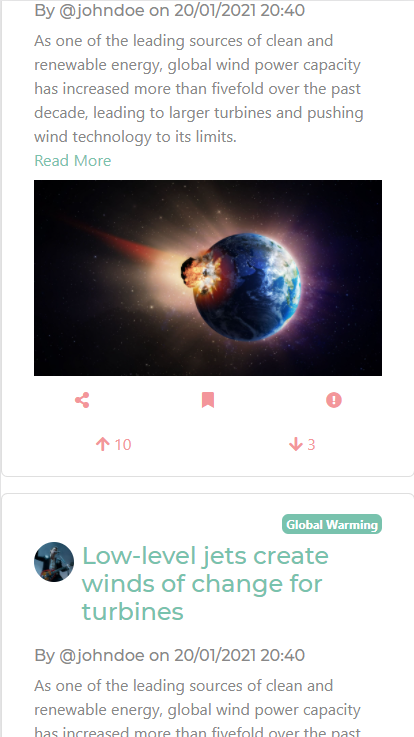 By @johndoe on 20/01/2021 20:40
As one of the leading sources of clean and
renewable energy, global wind power capacity
has increased more than fivefold over the past
decade, leading to larger turbines and pushing
wind technology to its limits.
Read More
10
3
Global Warming
Low-level jets create
winds of change for
turbines
By @johndoe on 20/01/2021 20:40
As one of the leading sources of clean and
renewable energy, global wind power capacity
has increased more than fivefold over the past